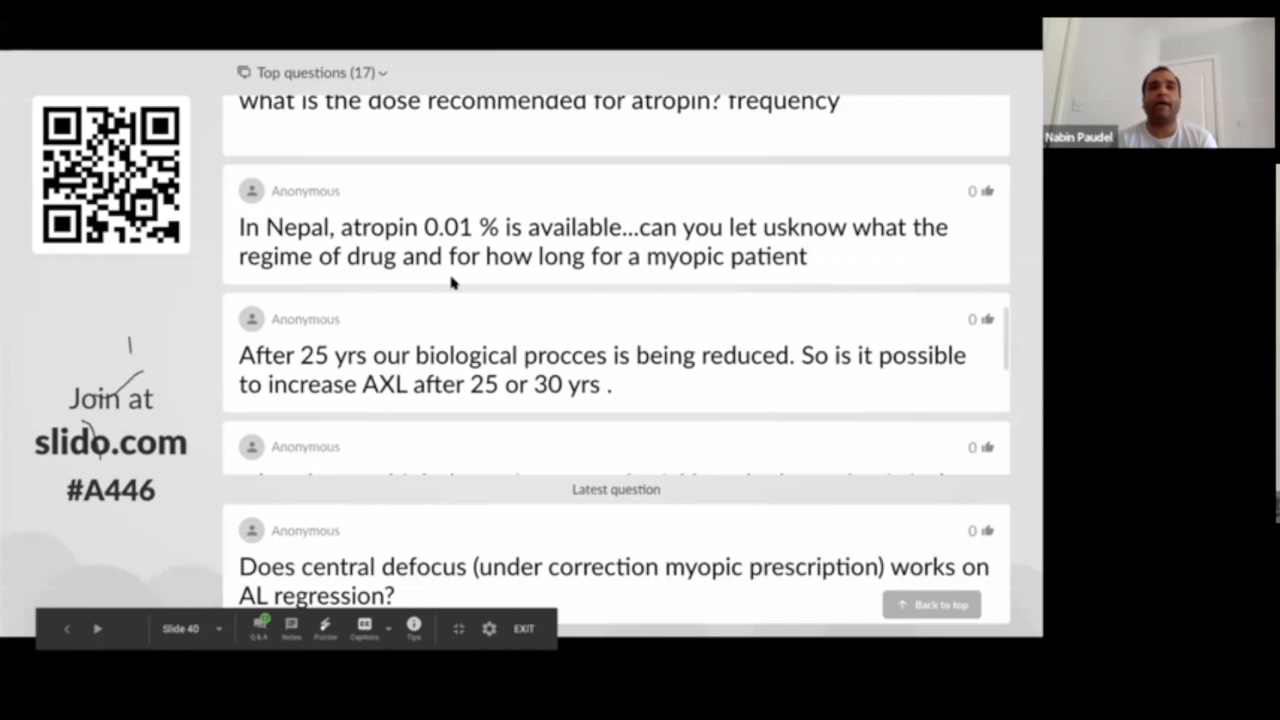 Top questions (17)
what is the dose recommended for atropin? frequency
Nabin Paudel
Anonymous
0
In Nepal, atropin 0.01 % is available...can you let usknow what the
regime of drug and for how long for a myopic patient
Anonymous
0
After 25 yrs our biological procces is being reduced. So is it possible
to increase AXL after 25 or 30 yrs .
Join at
slido.com
#A446
Anonymous
0
Latest question
Anonymous
0
Does central defocus (under correction myopic prescription) works on
AL regression?
Back to top
Slide 40
Q&A
Notes
Pointer
Captions
Tips
EXIT